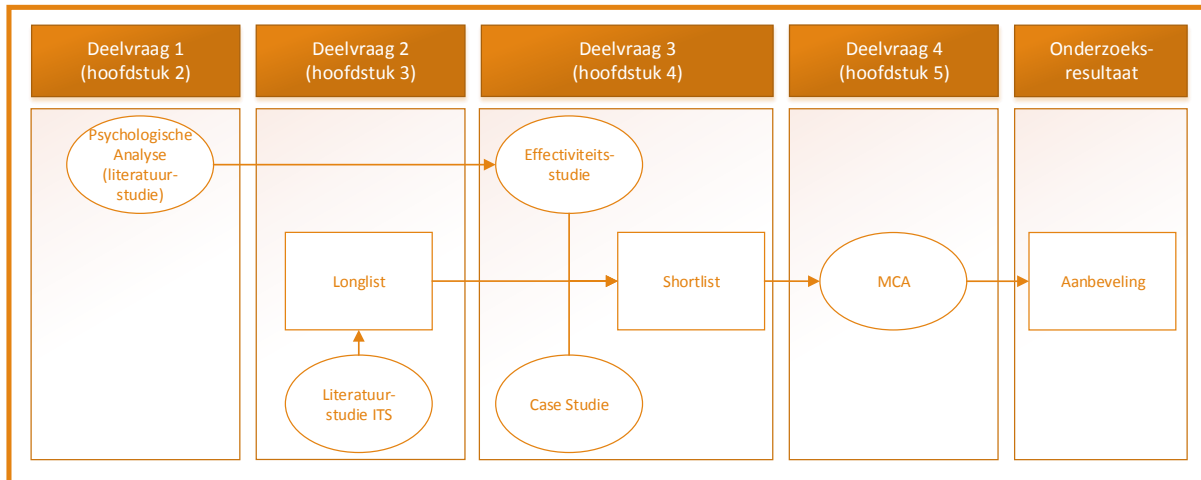 Deelvraag 1
(hoofdstuk 2)
Deelvraag 2
(hoofdstuk 3)
Deelvraag 3
(hoofdstuk 4)
Deelvraag 4
(hoofdstuk 5)
Onderzoeks-
resultaat
Psychologische
Analyse
(literatuur-
studie)
Effectiviteits-
studie
Longlist
Shortlist
MCA
Aanbeveling
Literatuur-
studie ITS
Case Studie